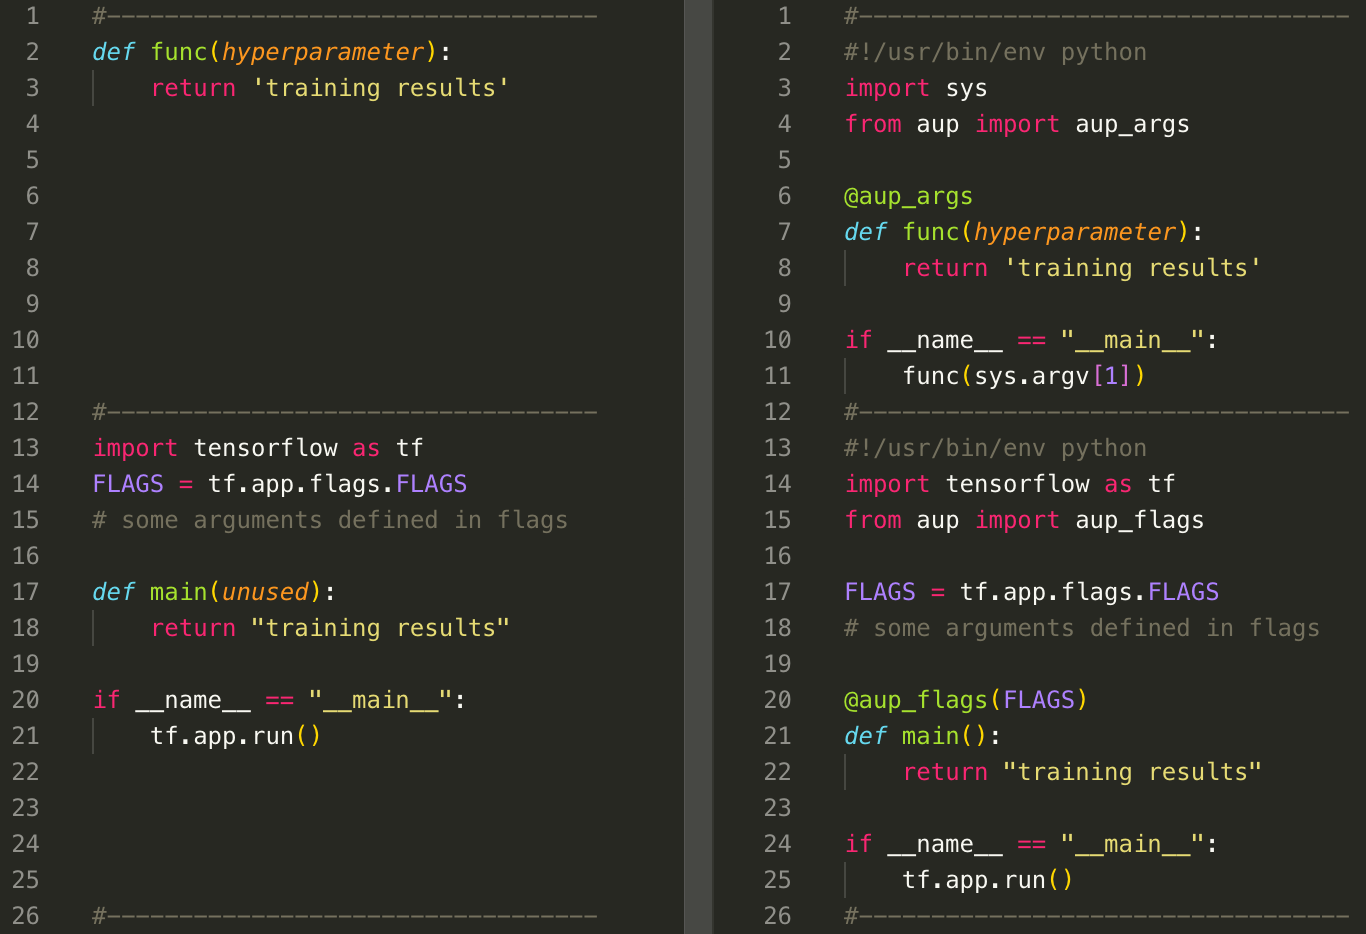 1 #----------------------------------
2 def func(hyperparameter):
3     return 'training results'
4
5
6
7
8
9
10
11
12 #----------------------------------
13 import tensorflow as tf
14 FLAGS = tf.app.flags.FLAGS
15 # some arguments defined in flags
16
17 def main(unused):
18     return "training results"
19
20 if __name__ == "__main__":
21     tf.app.run()
22
23
24
25
26 #----------------------------------
1 #----------------------------------
2 #!/usr/bin/env python
3 import sys
4 from aup import aup_args
5
6 @aup_args
7 def func(hyperparameter):
8     return 'training results'
9
10 if __name__ == "__main__":
11     func(sys.argv[1])
12 #----------------------------------
13 #!/usr/bin/env python
14 import tensorflow as tf
15 from aup import aup_flags
16
17 FLAGS = tf.app.flags.FLAGS
18 # some arguments defined in flags
19
20 @aup_flags(FLAGS)
21 def main():
22     return "training results"
23
24 if __name__ == "__main__":
25     tf.app.run()
26 #----------------------------------